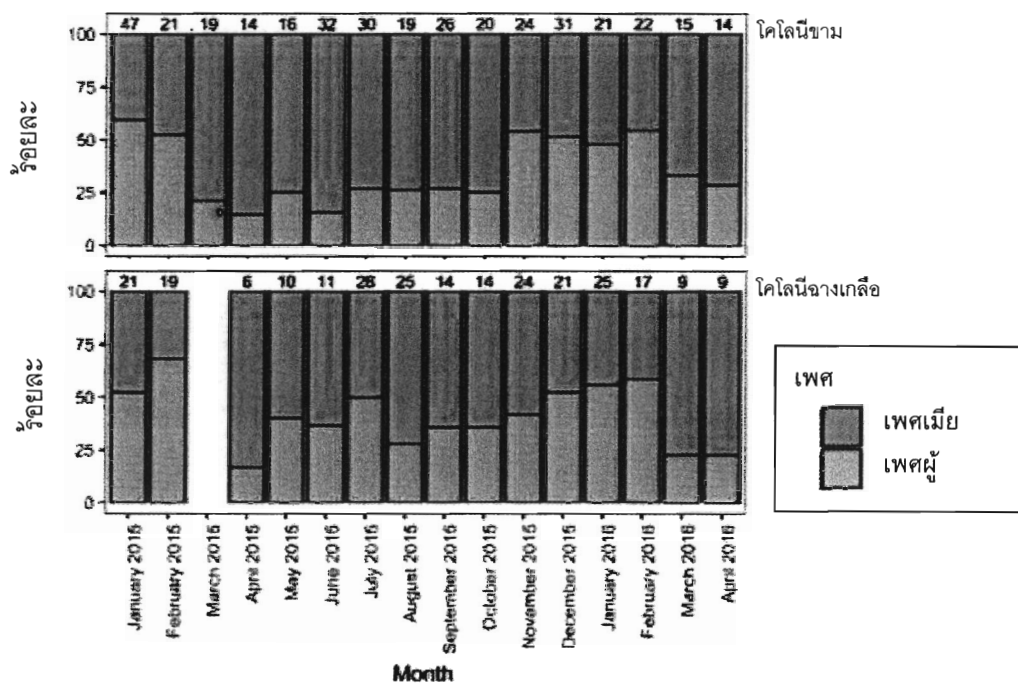 47 21 19 14 16 32 30 19 26 20 24 31 21 22 15 14
โคโลนีขาม
100
75
50
25
0
ร้อยละ
21 19 6 10 11 26 25 14 14 24 21 25 17 9 9
โคโลนีฉางเกลือ
100
75
50
25
0
ร้อยละ
เพศ
เพศเมีย
เพศผู้
January 2015
February 2015
March 2015
April 2015
May 2015
June 2015
July 2015
August 2015
September 2015
October 2015
November 2015
December 2015
January 2016
February 2016
March 2016
April 2016
Month